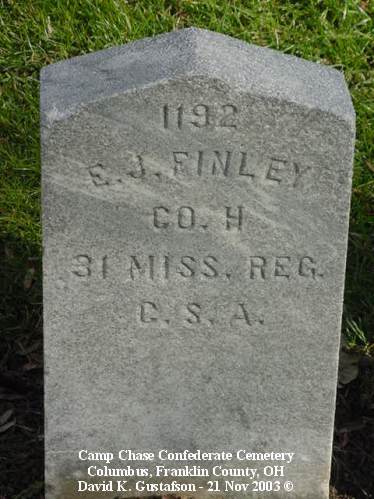 1192
E. J. FINLEY
CO. H
31 MISS. REG.
C. S. A.
Camp Chase Confederate Cemetery
Columbus, Franklin County, OH
David K. Gustafson - 21 Nov 2003 ©